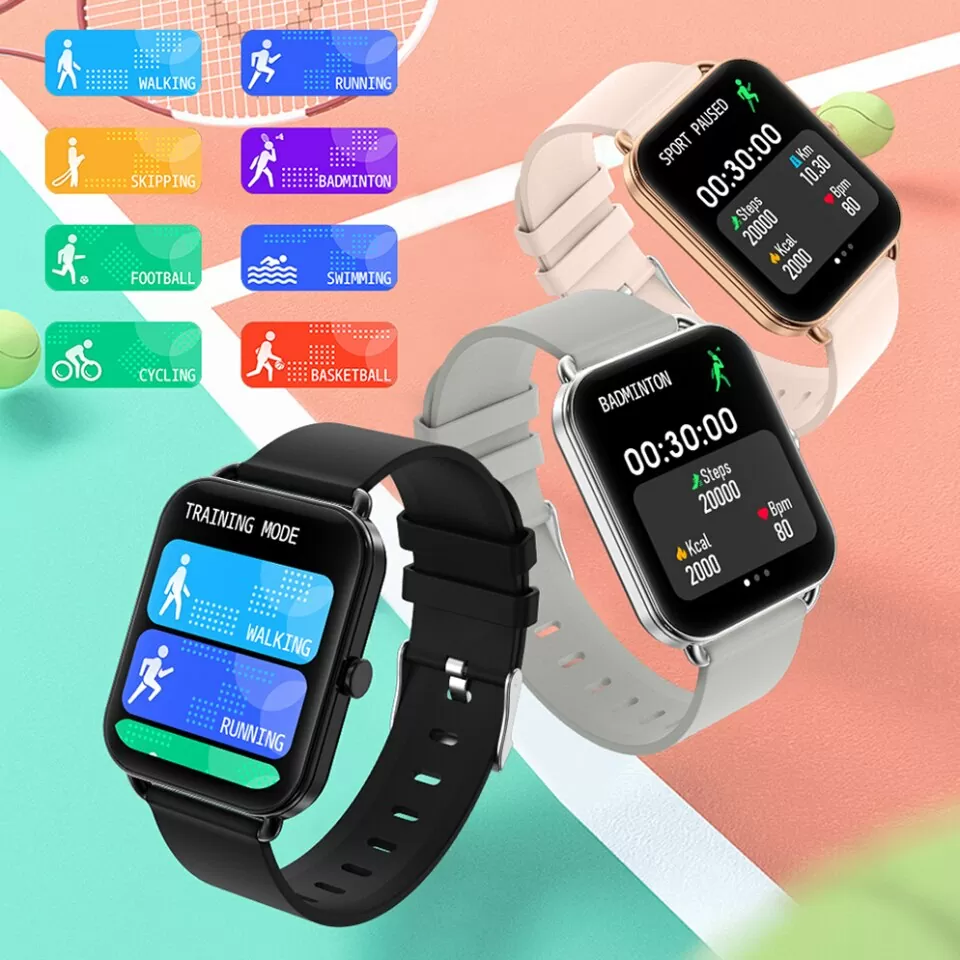 WALKING
RUNNING
SKIPPING
BADMINTON
FOOTBALL
SWIMMING
CYCLING
BASKETBALL
SPORT PAUSED
00:30:00
Steps
20000
Km
10.30
Kcal
2000
Bpm
80
BADMINTON
00:30:00
Steps
20000
Kcal
2000
Bpm
80
TRAINING MODE
WALKING
RUNNING